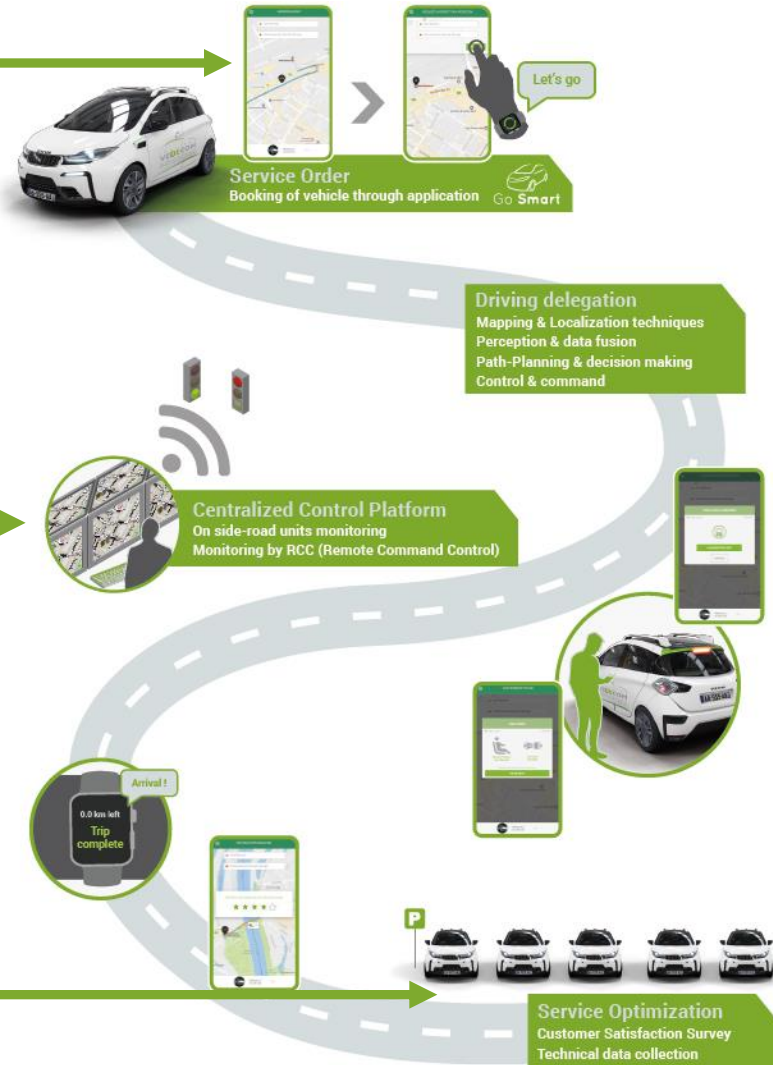 Let's go
Service Order
Booking of vehicle through application
Go Smart
Driving delegation
Mapping & Localization techniques
Perception & data fusion
Path-Planning & decision making
Control & command
Centralized Control Platform
On side-road units monitoring
Monitoring by RCC (Remote Command Control)
Arrival !
0.0 km left
Trip
complete
P
Service Optimization
Customer Satisfaction Survey
Technical data collection